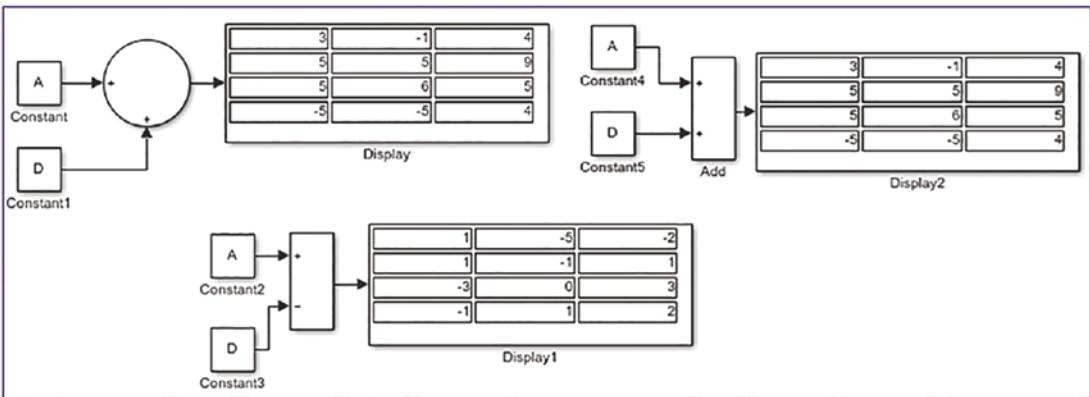 A
Constant
D
Constant1
+
+
3 -1 4
5 5 9
5 6 5
-5 -5 4
Display
A
Constant4
D
Constant5
+
+
Add
3 -1 4
5 5 9
5 6 5
-5 -5 4
Display2
A
Constant2
D
Constant3
+
−
1 -5 -2
1 -1 1
-3 0 3
-1 1 2
Display1